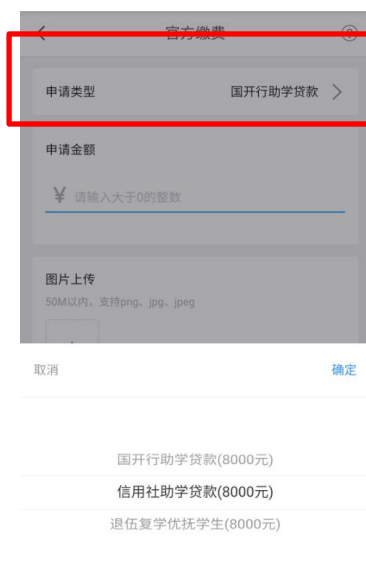 官方缴费
申请类型 国开行助学贷款
申请金额
¥ 请输入大于0的整数
图片上传
50M以内，支持png、jpg、jpeg
取消 确定
国开行助学贷款(8000元)
信用社助学贷款(8000元)
退伍复学优抚学生(8000元)